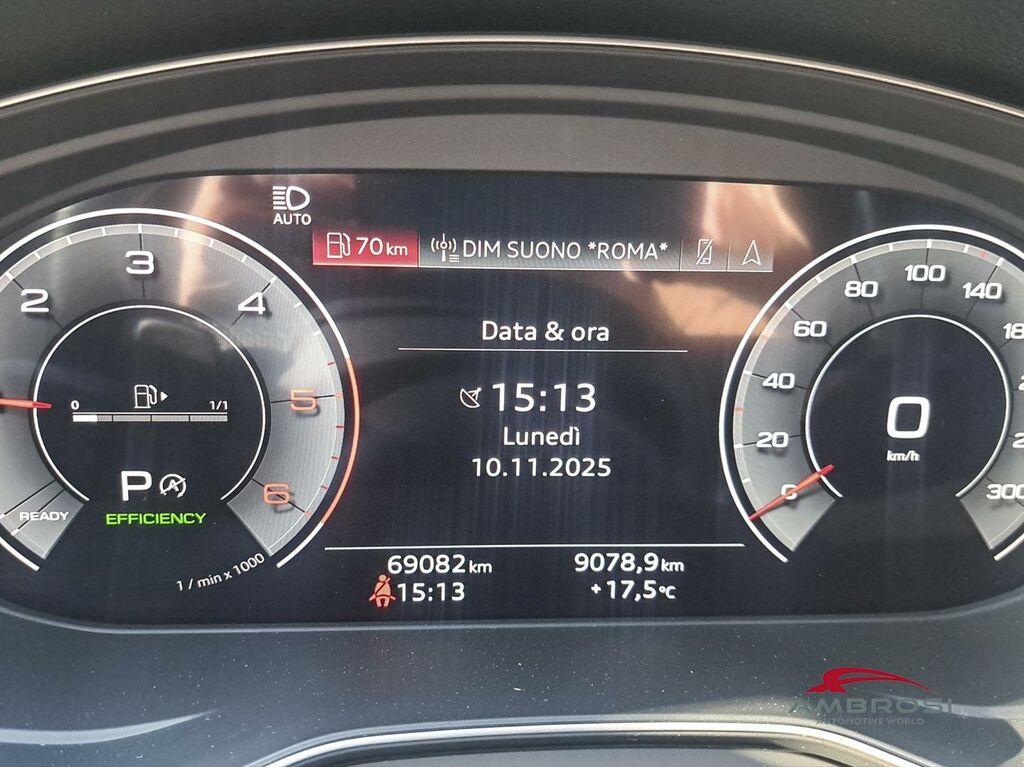 AUTO
70 km
DIM SUONO *ROMA*
2
3
4
5
6
0
1/1
P
A
EFFICIENCY
READY
1 / min x 1000
Data & ora
15:13
Lunedì
10.11.2025
69082 km
9078,9 km
15:13
+17,5 °C
0
20
40
60
80
100
140
300
0
km/h
AMBROSI
AUTOMOTIVE WORLD